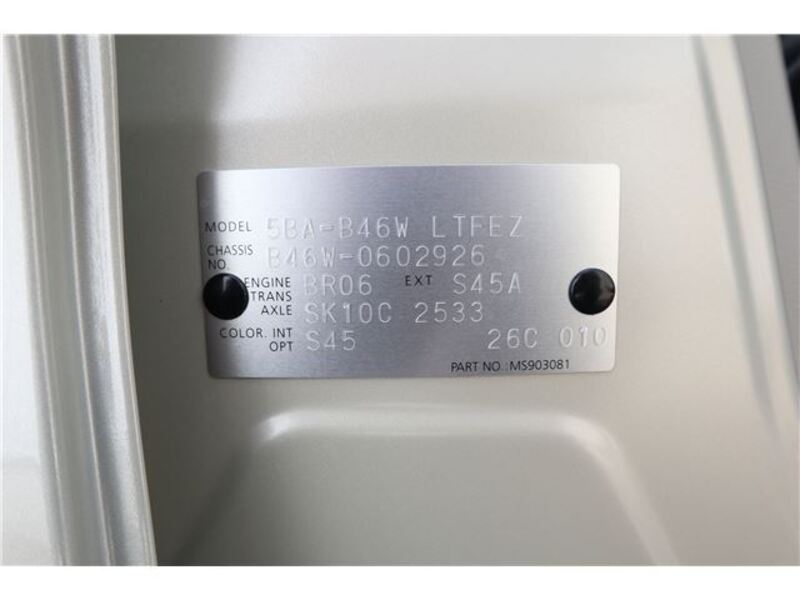 MODEL 5BA-B46W LTFEZ
CHASSIS NO. B46W-0602926
ENGINE BR06 EXT S45A
TRANS AXLE SK10C 2533
COLOR. INT OPT S45 26C 010
PART NO.:MS903081